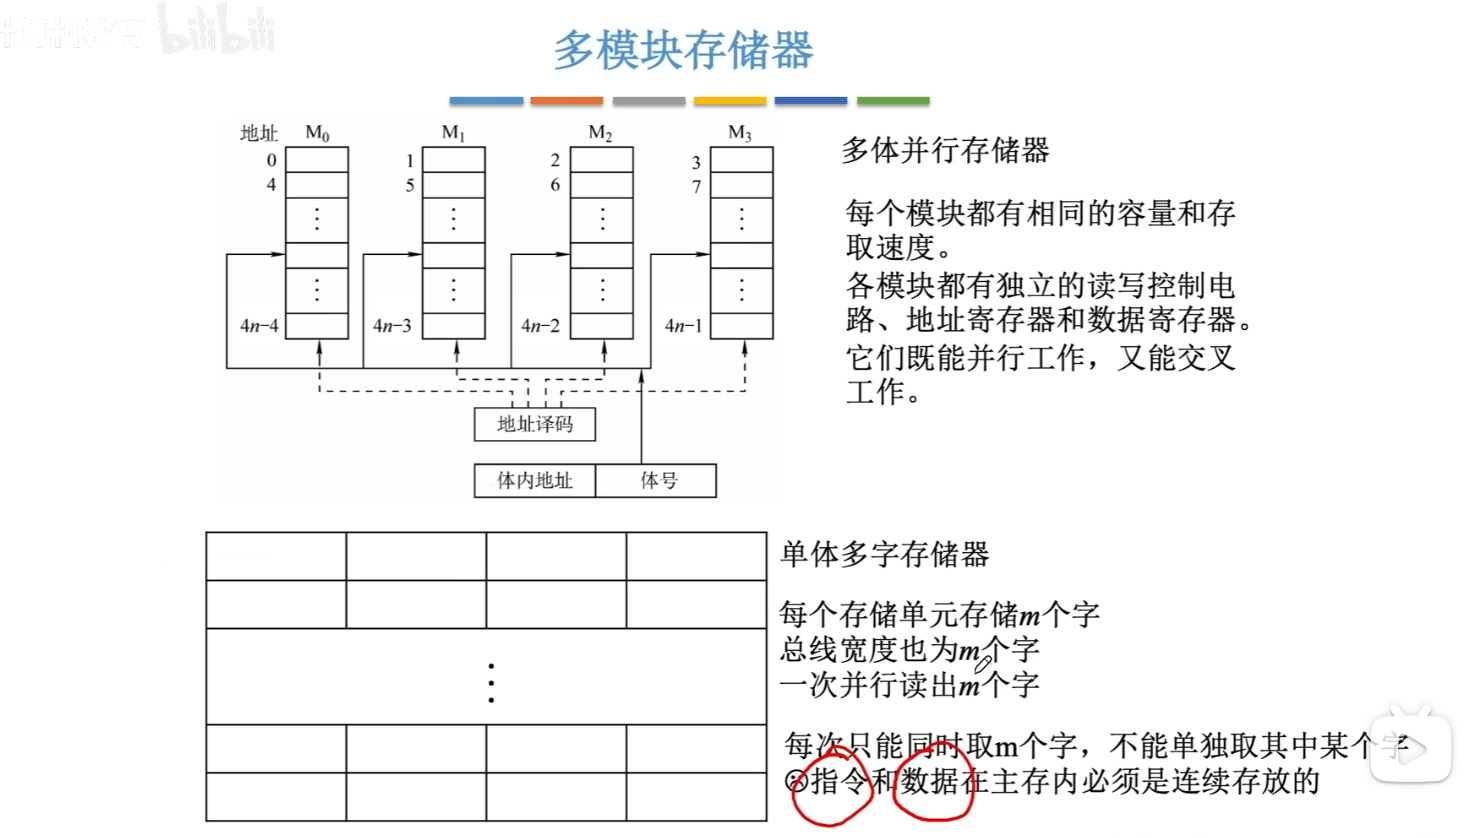 bilibili
多模块存储器
地址 M0 M1 M2 M3
0 1 2 3
4 5 6 7
4n-4 4n-3 4n-2 4n-1
地址译码
体内地址 体号
多体并行存储器
每个模块都有相同的容量和存
取速度。
各模块都有独立的读写控制电
路、地址寄存器和数据寄存器。
它们既能并行工作，又能交叉
工作。
单体多字存储器
每个存储单元存储m个字
总线宽度也为m个字
一次并行读出m个字
每次只能同时取m个字，不能单独取其中某个字
指令和数据在主存内必须是连续存放的